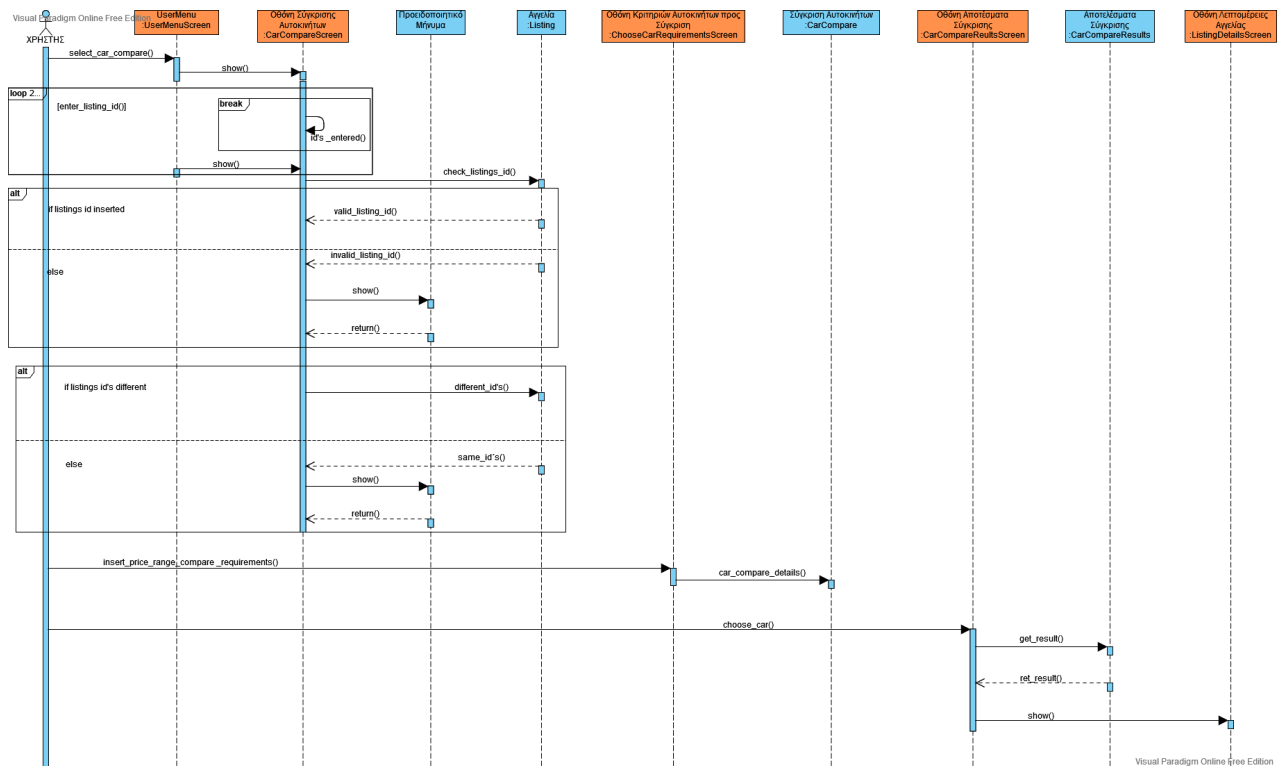 Visual Paradigm Online Free Edition
ΧΡΗΣΤΗΣ
UserMenu
:UserMenuScreen
Οθόνη Σύγκρισης
Αυτοκινήτων
:CarCompareScreen
Προειδοποιητικό
Μήνυμα
Αγγελία
:Listing
Οθόνη Κριτηριών Αυτοκινήτων προς
Σύγκριση
:ChooseCarRequirementsScreen
Σύγκριση Αυτοκινήτων
:CarCompare
Οθόνη Αποτέσματα
Σύγκρισης
:CarCompareReultsScreen
Αποτελέσματα
Σύγκρισης
:CarCompareResults
Οθόνη Λεπτομέρειες
Αγγελίας
:ListingDetailsScreen
select_car_compare()
show()
loop 2...
[enter_listing_id()]
break
id's _entered()
show()
check_listings_id()
alt
if listings id inserted
valid_listing_id()
invalid_listing_id()
else
show()
return()
alt
if listings id's different
different_id's()
else
same_id´s()
show()
return()
insert_price_range_compare _requirements()
car_compare_details()
choose_car()
get_result()
ret_result()
show()
Visual Paradigm Online Free Edition